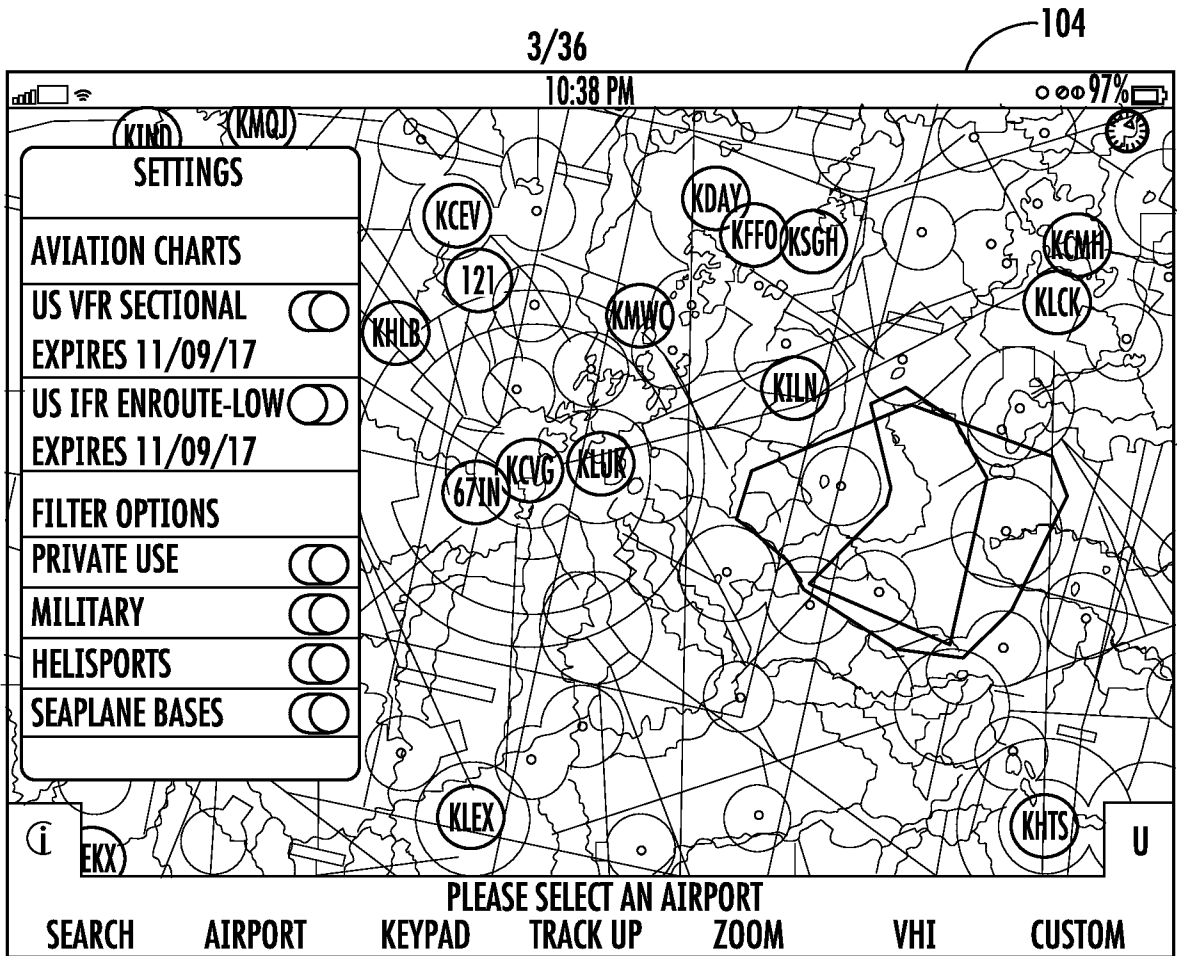 104
3/36
10:38 PM
97%
KIND
KMQJ
SETTINGS
AVIATION CHARTS
US VFR SECTIONAL
EXPIRES 11/09/17
US IFR ENROUTE-LOW
EXPIRES 11/09/17
FILTER OPTIONS
PRIVATE USE
MILITARY
HELISPORTS
SEAPLANE BASES
KCEV
121
KHLB
KDAY
KFFO
KSGH
KCMH
KLCK
KMWC
KILN
67IN
KCVG
KLUK
KLEX
KHTS
i
EKX
U
PLEASE SELECT AN AIRPORT
SEARCH AIRPORT KEYPAD TRACK UP ZOOM VHI CUSTOM